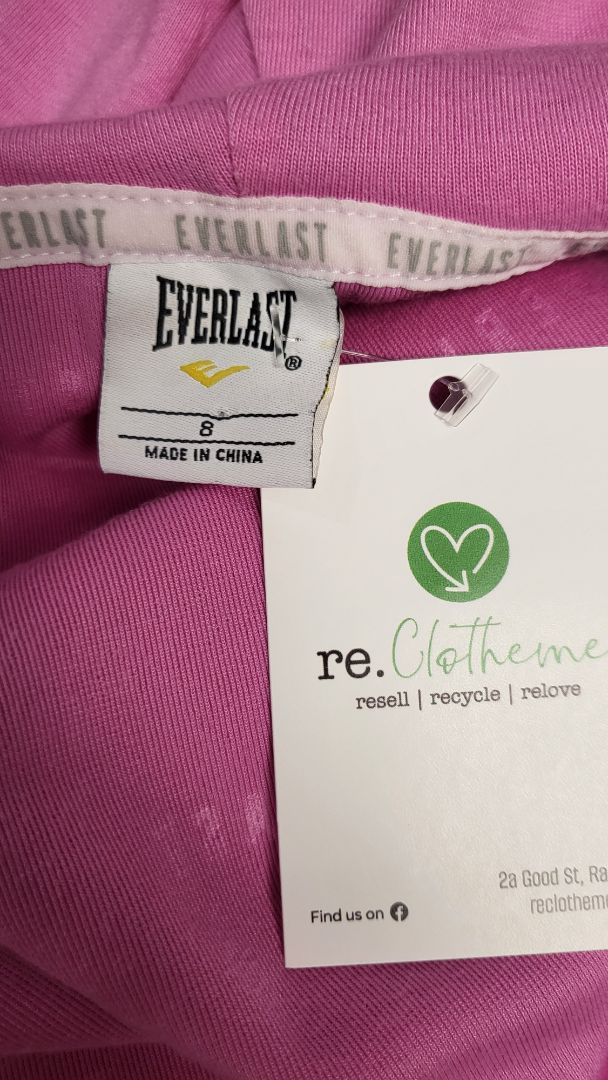 ERLAST EVERLAST EVERLAST
EVERLAST®
8
MADE IN CHINA
re.Clotheme
resell | recycle | relove
2a Good St, Ra
reclotheme
Find us on